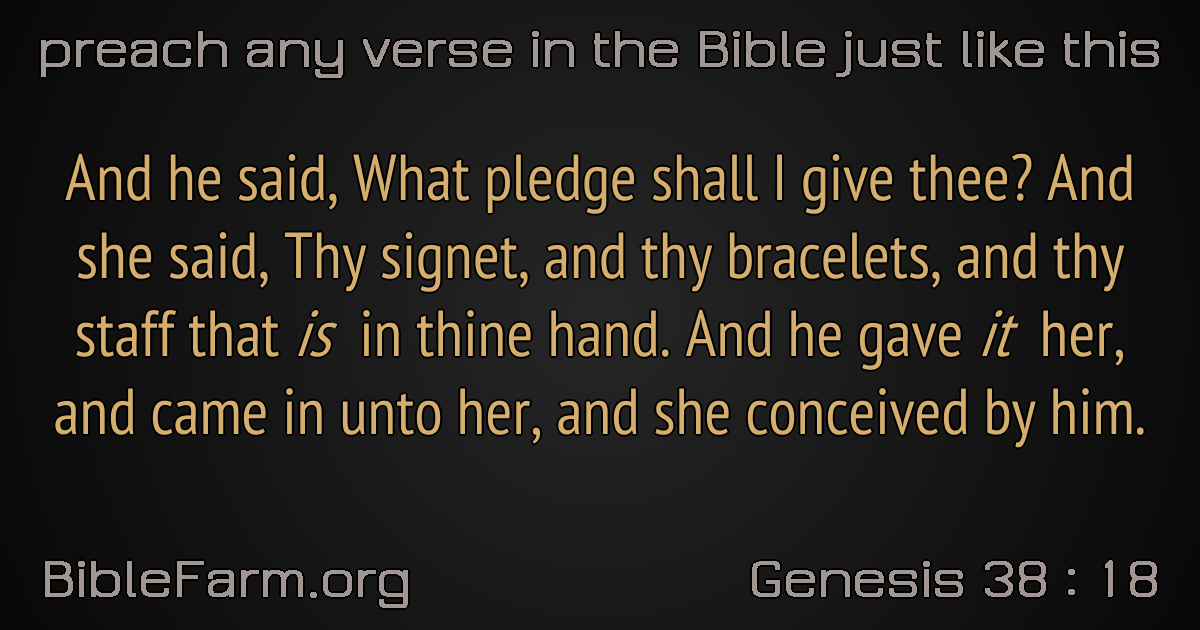 preach any verse in the Bible just like this
And he said, What pledge shall I give thee? And
she said, Thy signet, and thy bracelets, and thy
staff that is in thine hand. And he gave it her,
and came in unto her, and she conceived by him.
BibleFarm.org
Genesis 38 : 18